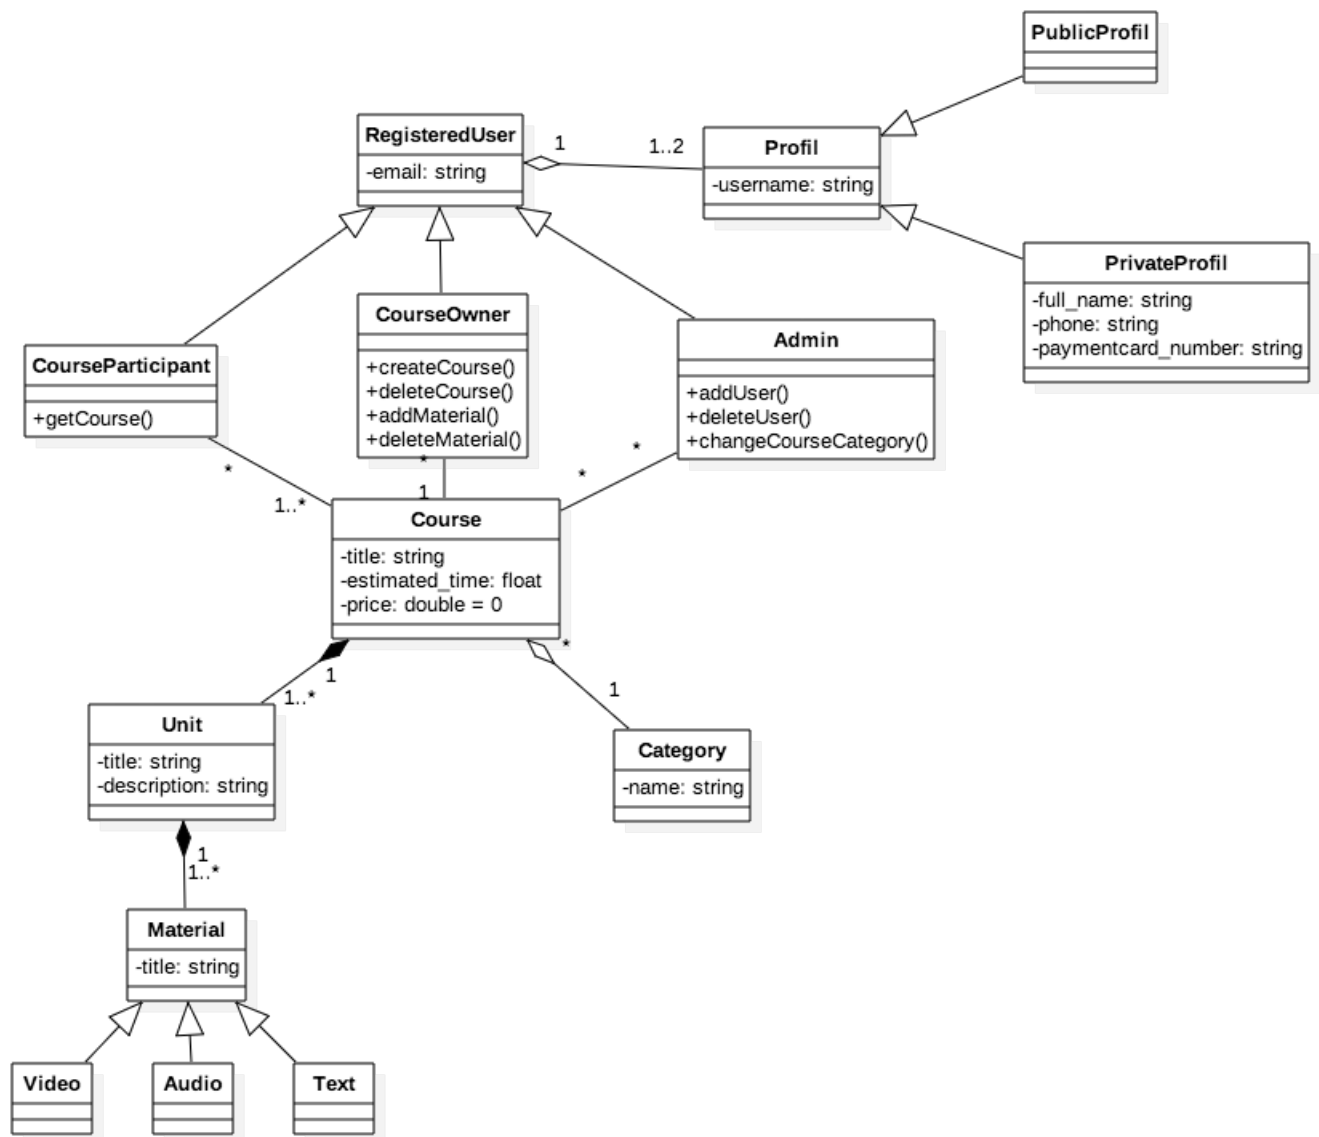 PublicProfil
RegisteredUser
-email: string
1
1..2
Profil
-username: string
PrivateProfil
-full_name: string
-phone: string
-paymentcard_number: string
CourseParticipant
+getCourse()
CourseOwner
+createCourse()
+deleteCourse()
+addMaterial()
+deleteMaterial()
Admin
+addUser()
+deleteUser()
+changeCourseCategory()
*
1..*
*
1
*
*
Course
-title: string
-estimated_time: float
-price: double = 0
1
1..*
*
1
Unit
-title: string
-description: string
Category
-name: string
1
1..*
Material
-title: string
Video
Audio
Text